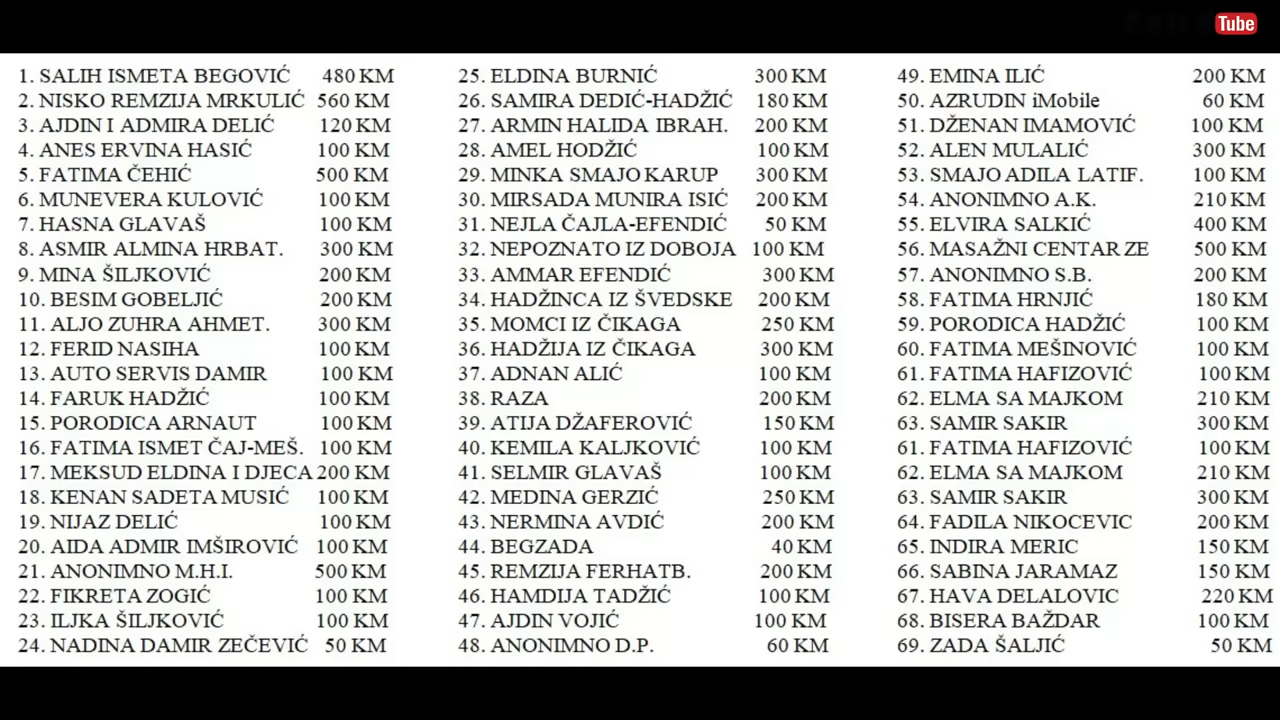 Tube
1. SALIH ISMETA BEGOVIĆ 480 KM
2. NISKO REMZIJA MRKULIĆ 560 KM
3. AJDIN I ADMIRA DELIĆ 120 KM
4. ANES ERVINA HASIĆ 100 KM
5. FATIMA ČEHIĆ 500 KM
6. MUNEVERA KULOVIĆ 100 KM
7. HASNA GLAVAŠ 100 KM
8. ASMIR ALMINA HRBAT. 300 KM
9. MINA ŠILJKOVIĆ 200 KM
10. BESIM GOBELJIĆ 200 KM
11. ALJO ZUHRA AHMET. 300 KM
12. FERID NASIHA 100 KM
13. AUTO SERVIS DAMIR 100 KM
14. FARUK HADŽIĆ 100 KM
15. PORODICA ARNAUT 100 KM
16. FATIMA ISMET ČAJ-MEŠ. 100 KM
17. MEKSUD ELDINA I DJECA 200 KM
18. KENAN SADETA MUSIĆ 100 KM
19. NIJAZ DELIĆ 100 KM
20. AIDA ADMIR IMŠIROVIĆ 100 KM
21. ANONIMNO M.H.I. 500 KM
22. FIKRETA ZOGIĆ 100 KM
23. ILJKA ŠILJKOVIĆ 100 KM
24. NADINA DAMIR ZEČEVIĆ 50 KM
25. ELDINA BURNIĆ 300 KM
26. SAMIRA DEDIĆ-HADŽIĆ 180 KM
27. ARMIN HALIDA IBRAH. 200 KM
28. AMEL HODŽIĆ 100 KM
29. MINKA SMAJO KARUP 300 KM
30. MIRSADA MUNIRA ISIĆ 200 KM
31. NEJLA ČAJLA-EFENDIĆ 50 KM
32. NEPOZNATO IZ DOBOJA 100 KM
33. AMMAR EFENDIĆ 300 KM
34. HADŽINCA IZ ŠVEDSKE 200 KM
35. MOMCI IZ ČIKAGA 250 KM
36. HADŽIJA IZ ČIKAGA 300 KM
37. ADNAN ALIĆ 100 KM
38. RAZA 200 KM
39. ATIJA DŽAFEROVIĆ 150 KM
40. KEMILA KALJKOVIĆ 100 KM
41. SELMIR GLAVAŠ 100 KM
42. MEDINA GERZIĆ 250 KM
43. NERMINA AVDIĆ 200 KM
44. BEGZADA 40 KM
45. REMZIJA FERHATB. 200 KM
46. HAMDIJA TADŽIĆ 100 KM
47. AJDIN VOJIĆ 100 KM
48. ANONIMNO D.P. 60 KM
49. EMINA ILIĆ 200 KM
50. AZRUDIN iMobile 60 KM
51. DŽENAN IMAMOVIĆ 100 KM
52. ALEN MULALIĆ 300 KM
53. SMAJO ADILA LATIF. 100 KM
54. ANONIMNO A.K. 210 KM
55. ELVIRA SALKIĆ 400 KM
56. MASAŽNI CENTAR ZE 500 KM
57. ANONIMNO S.B. 200 KM
58. FATIMA HRNJIĆ 180 KM
59. PORODICA HADŽIĆ 100 KM
60. FATIMA MEŠINOVIĆ 100 KM
61. FATIMA HAFIZOVIĆ 100 KM
62. ELMA SA MAJKOM 210 KM
63. SAMIR SAKIR 300 KM
61. FATIMA HAFIZOVIĆ 100 KM
62. ELMA SA MAJKOM 210 KM
63. SAMIR SAKIR 300 KM
64. FADILA NIKOCEVIC 200 KM
65. INDIRA MERIC 150 KM
66. SABINA JARAMAZ 150 KM
67. HAVA DELALOVIC 220 KM
68. BISERA BAŽDAR 100 KM
69. ZADA ŠALJIĆ 50 KM